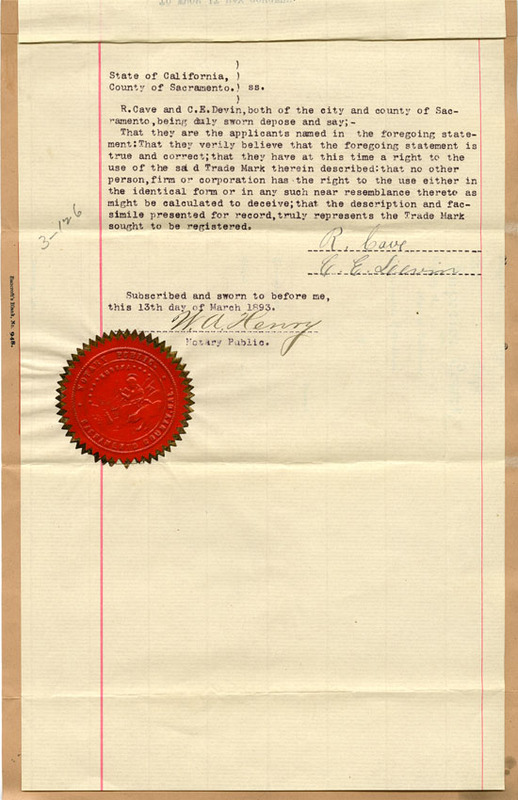 State of California, )
County of Sacramento.) ss.
R.Cave and C.E.Devin,both of the city and county of Sac-
ramento,being duly sworn depose and say;-
That they are the applicants named in the foregoing state-
ment:That they verily believe that the foregoing statement is
true and correct;that they have at this time a right to the
use of the said Trade Mark therein described:that no other
person,firm or corporation has the right to the use either in
the identical form or in any such near resemblance thereto as
might be calculated to deceive;that the description and fac-
simile presented for record,truly represents the Trade Mark
sought to be registered.
3-126
R. Cave
C. E. Devin
Subscribed and sworn to before me,
this 13th day of March 1893.
W. A. Henry
Notary Public.
NOTARY PUBLIC